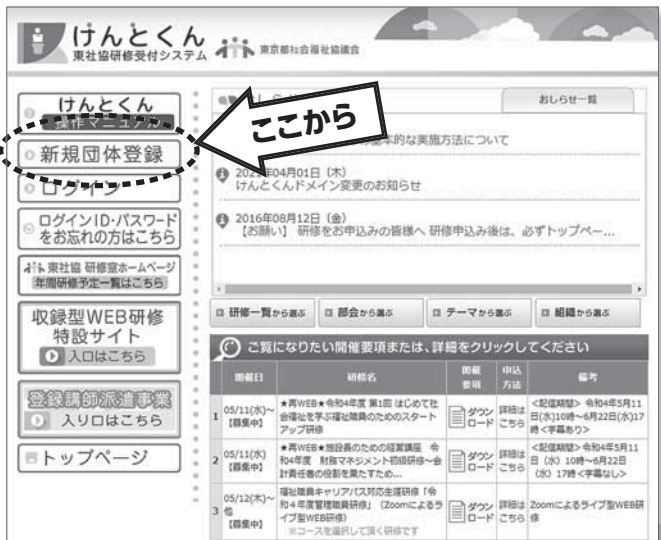 けんとくん
東社協研修受付システム
東京都社会福祉協議会
けんとくん
操作マニュアル
新規団体登録
ログイン
ログインID・パスワード
をお忘れの方はこちら
東社協 研修室ホームページ
年間研修予定一覧はこちら
収録型WEB研修
特設サイト
入口はこちら
登録講師派遣事業
入り口はこちら
トップページ
ここから
おしらせ一覧
基本的な実施方法について
04月01日（木）
けんとくんドメイン変更のお知らせ
2016年08月12日（金）
【お願い】 研修をお申込みの皆様へ 研修申込み後は、必ずトップペー...
研修一覧から選ぶ
部会から選ぶ
テーマから選ぶ
組織から選ぶ
ご覧になりたい開催要項または、詳細をクリックしてください
開催日 研修名 開催要項 申込方法 備考
1 05/11(水)～【募集中】
★再WEB★ 令和4年度 第1回 はじめて社
会福祉を学ぶ福祉職員のためのスタート
アップ研修
ダウンロード
詳細はこちら
<配信期間> 令和4年5月11
日(水)10時～6月22日(水)17
時<字幕あり>
2 05/11(水)【募集中】
★再WEB★施設長のための経営講座 令
和4年度 財務マネジメント初級研修～会
計責任者の役割を果たすため...
ダウンロード
詳細はこちら
<配信期間>令和4年5月11
日（水）10時～6月22日
（水）17時<字幕なし>
3 05/12(木)～他【募集中】
福祉職員キャリアパス対応生涯研修「令
和4年度管理職員研修」（Zoomによるラ
イブ型WEB研修）
※コースを選択して頂く研修です
ダウンロード
詳細はこちら
Zoomによるライブ型WEB研
修